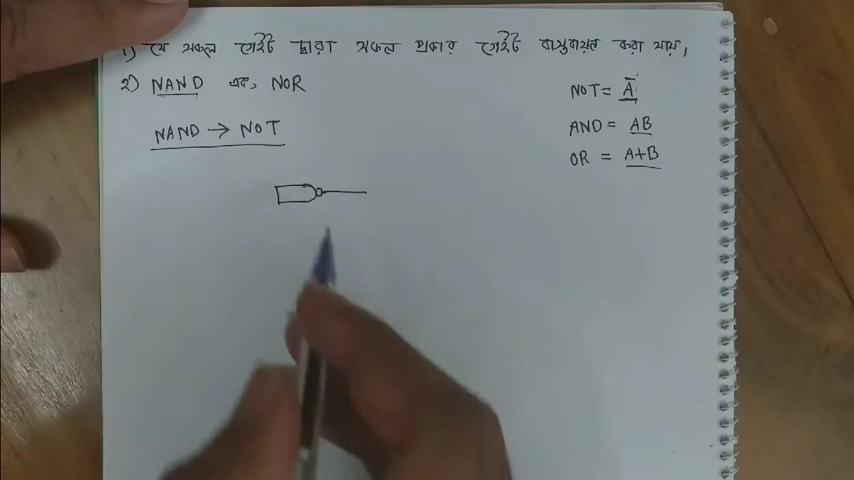 ১) যে সকল গেইট দ্বারা সকল প্রকার গেইট বাস্তবায়ন করা যায়,
২) NAND এবং NOR
NAND → NOT
NOT = A̅
AND = AB
OR = A+B